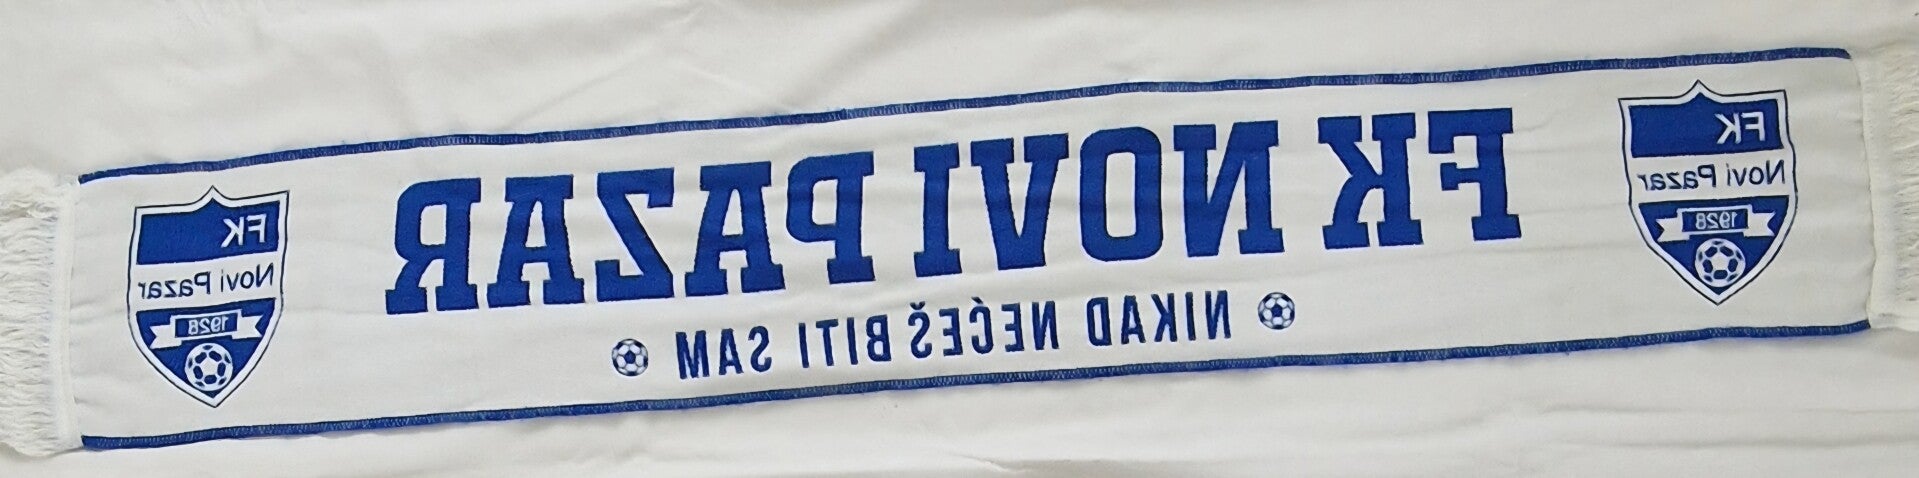 FK NOVI PAZAR
NIKAD NEĆEŠ BITI SAM
FK
Novi Pazar
1928
FK
Novi Pazar
1928